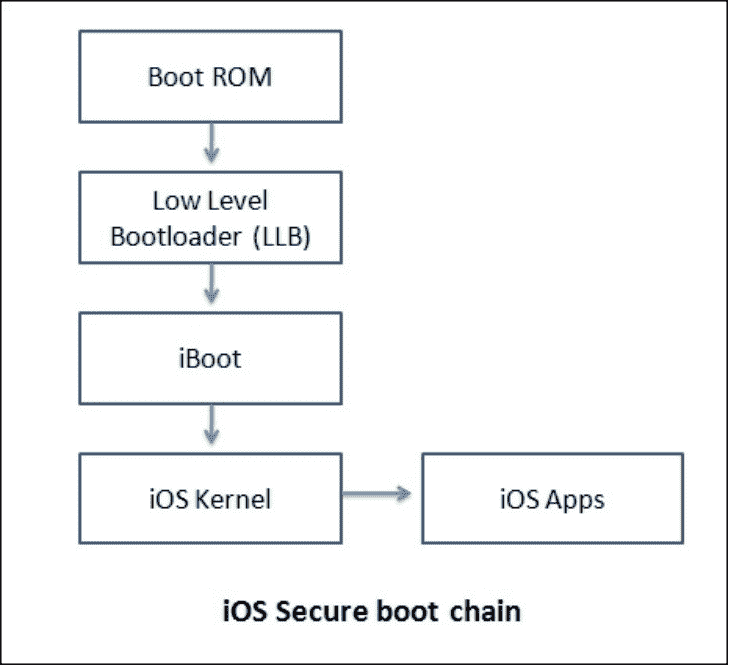 Boot ROM
Low Level
Bootloader (LLB)
iBoot
iOS Kernel
iOS Apps
iOS Secure boot chain